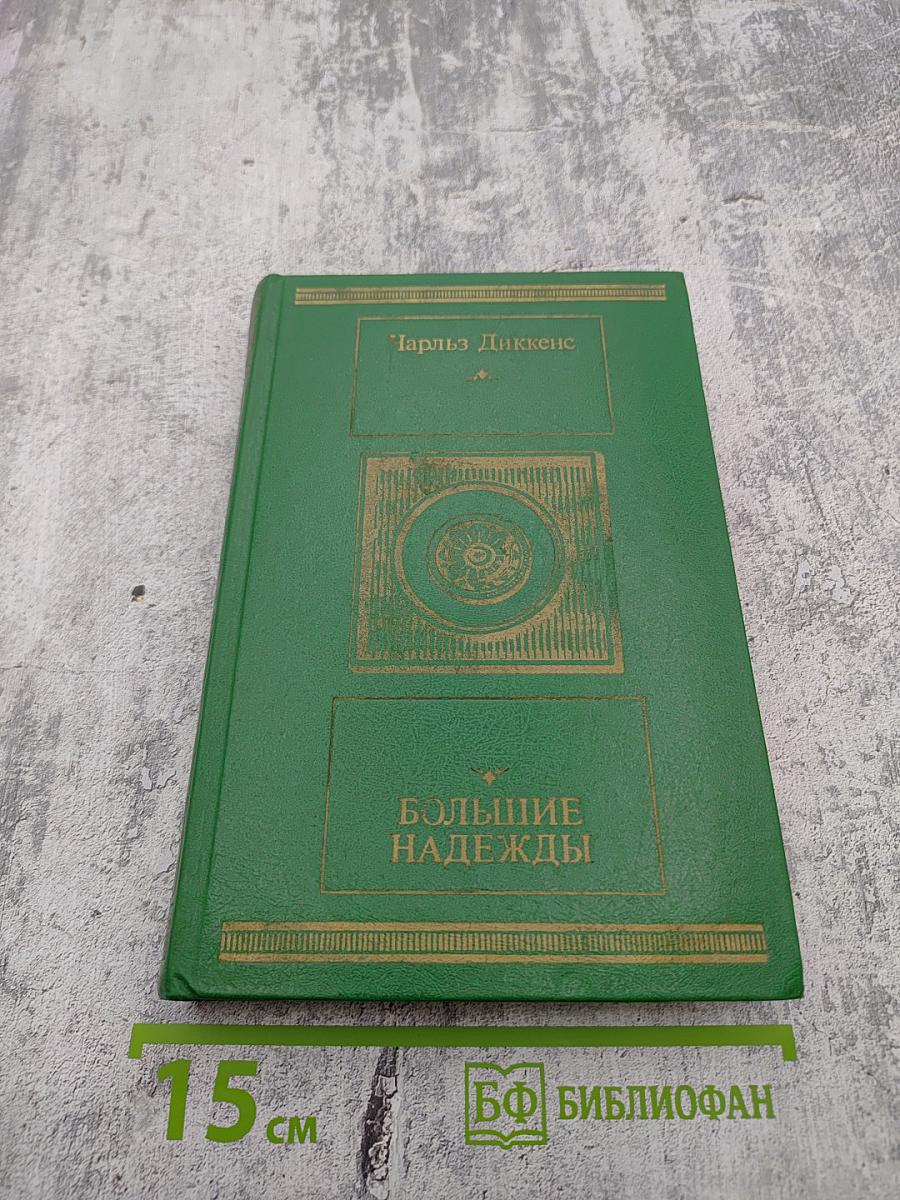 Чарльз Диккенс
БОЛЬШИЕ
НАДЕЖДЫ
15 см
БФ БИБЛИОФАН